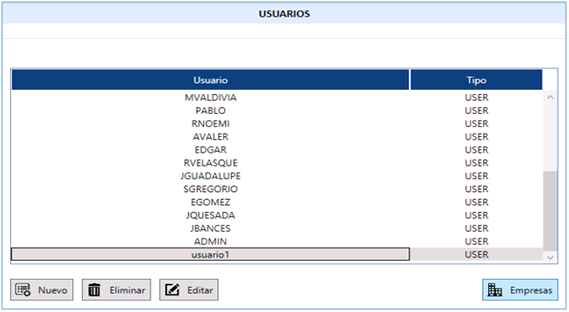 USUARIOS
Usuario Tipo
MVALDIVIA USER
PABLO USER
RNOEMI USER
AVALER USER
EDGAR USER
RVELASQUE USER
JGUADALUPE USER
SGREGORIO USER
EGOMEZ USER
JQUESADA USER
JBANCES USER
ADMIN USER
usuario1 USER
Nuevo Eliminar Editar Empresas